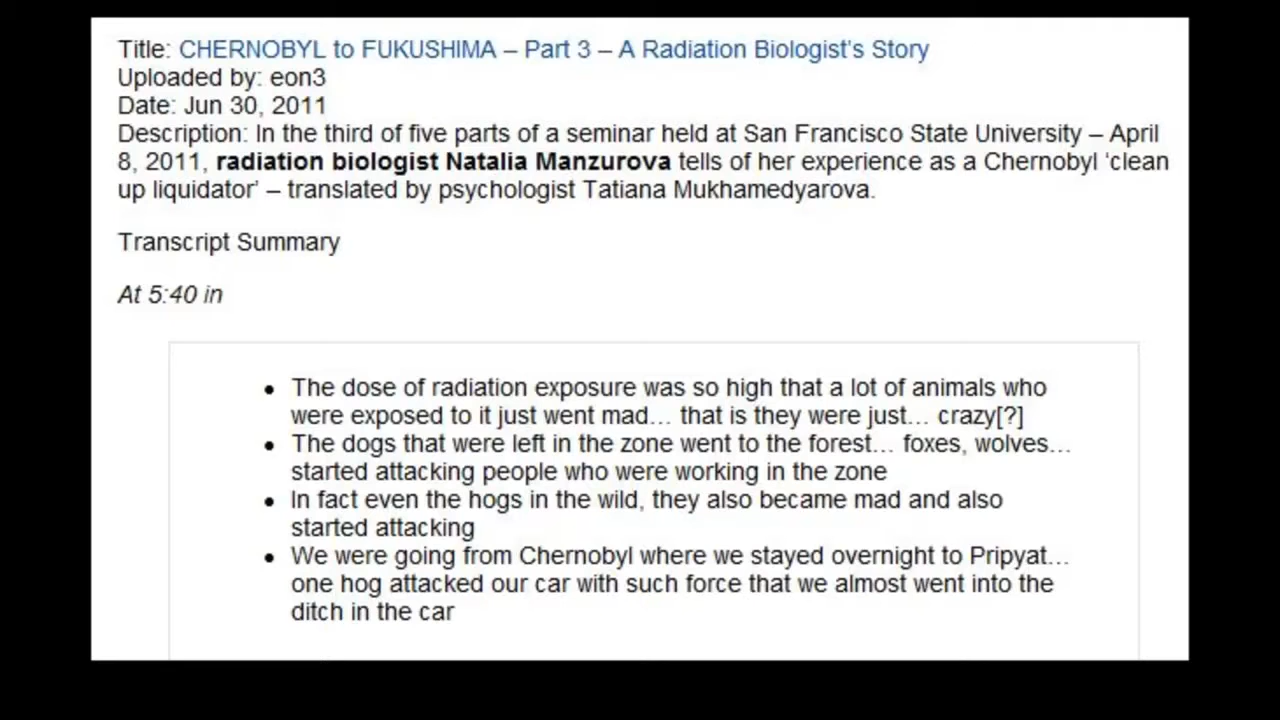 Title: CHERNOBYL to FUKUSHIMA – Part 3 – A Radiation Biologist's Story
Uploaded by: eon3
Date: Jun 30, 2011
Description: In the third of five parts of a seminar held at San Francisco State University – April
8, 2011, radiation biologist Natalia Manzurova tells of her experience as a Chernobyl 'clean
up liquidator' – translated by psychologist Tatiana Mukhamedyarova.
Transcript Summary
At 5:40 in
• The dose of radiation exposure was so high that a lot of animals who
were exposed to it just went mad… that is they were just… crazy[?]
• The dogs that were left in the zone went to the forest… foxes, wolves…
started attacking people who were working in the zone
• In fact even the hogs in the wild, they also became mad and also
started attacking
• We were going from Chernobyl where we stayed overnight to Pripyat…
one hog attacked our car with such force that we almost went into the
ditch in the car